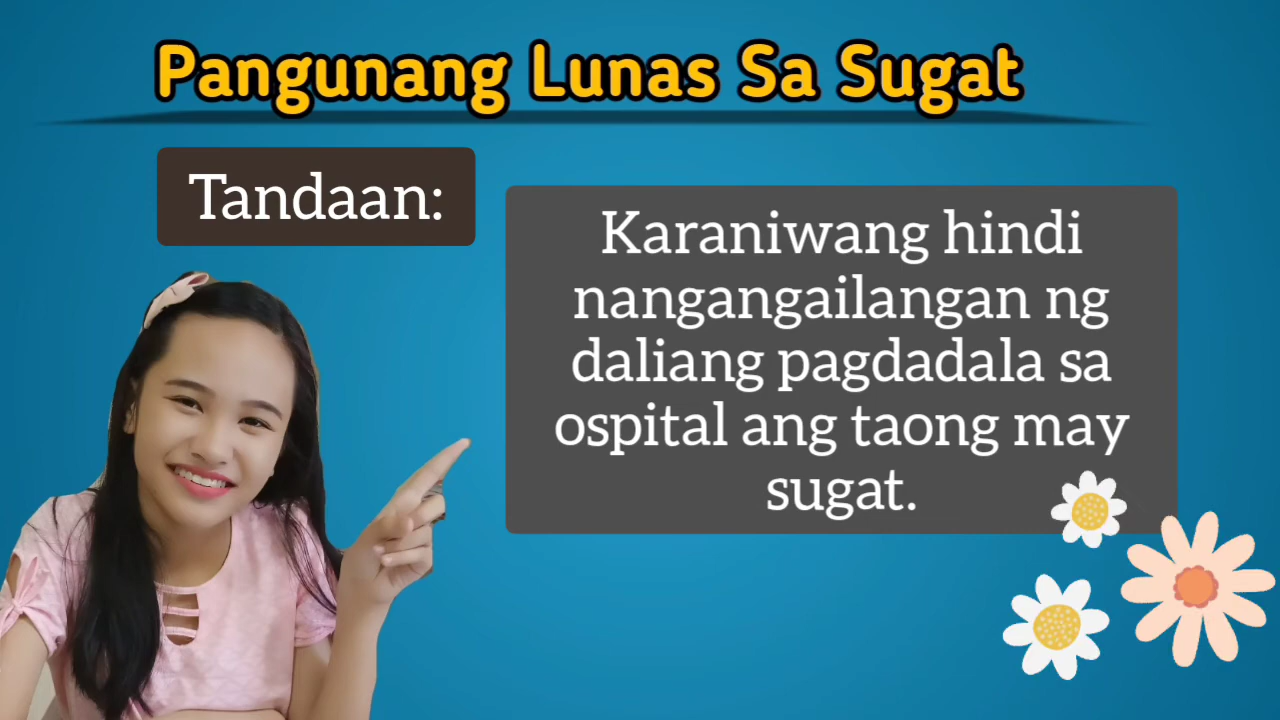 Pangunang Lunas Sa Sugat
Tandaan:
Karaniwang hindi
nangangailangan ng
daliang pagdadala sa
ospital ang taong may
sugat.